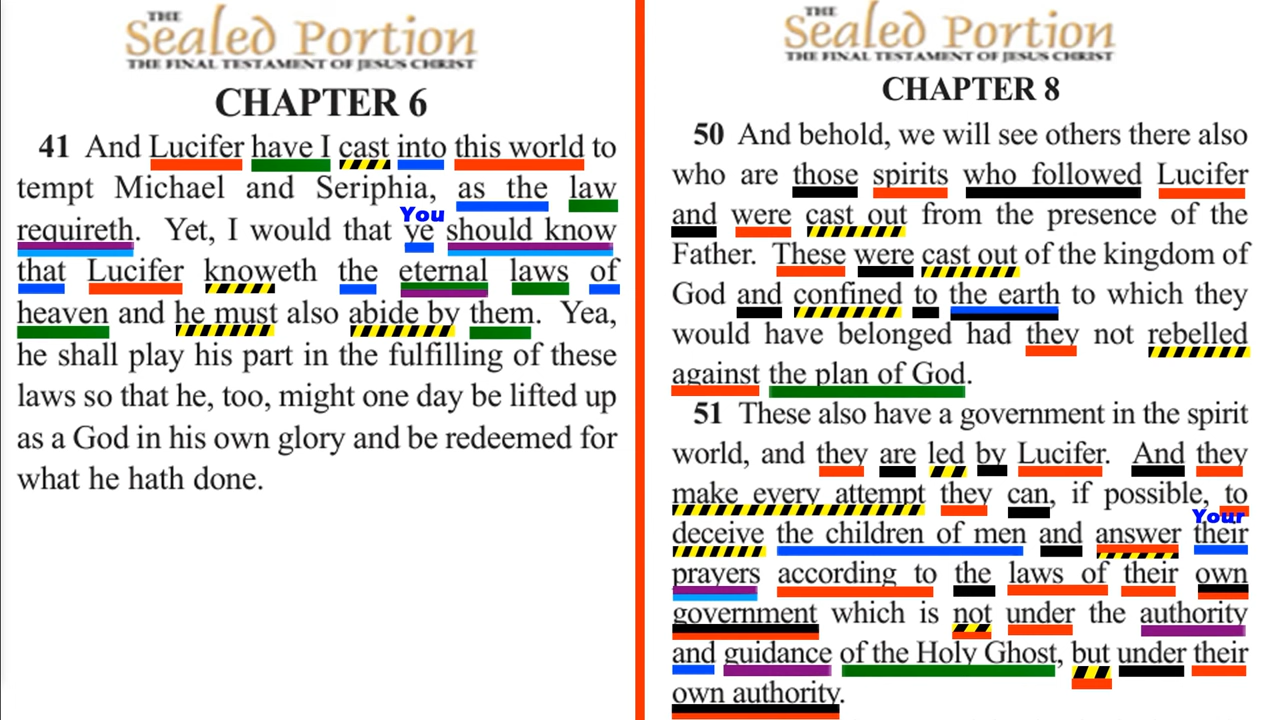 THE
Sealed Portion
THE FINAL TESTAMENT OF JESUS CHRIST
CHAPTER 6
41 And Lucifer have I cast into this world to
tempt Michael and Seriphia, as the law
You
requireth. Yet, I would that ye should know
that Lucifer knoweth the eternal laws of
heaven and he must also abide by them. Yea,
he shall play his part in the fulfilling of these
laws so that he, too, might one day be lifted up
as a God in his own glory and be redeemed for
what he hath done.
THE
Sealed Portion
THE FINAL TESTAMENT OF JESUS CHRIST
CHAPTER 8
50 And behold, we will see others there also
who are those spirits who followed Lucifer
and were cast out from the presence of the
Father. These were cast out of the kingdom of
God and confined to the earth to which they
would have belonged had they not rebelled
against the plan of God.
51 These also have a government in the spirit
world, and they are led by Lucifer. And they
make every attempt they can, if possible, to
Your
deceive the children of men and answer their
prayers according to the laws of their own
government which is not under the authority
and guidance of the Holy Ghost, but under their
own authority.